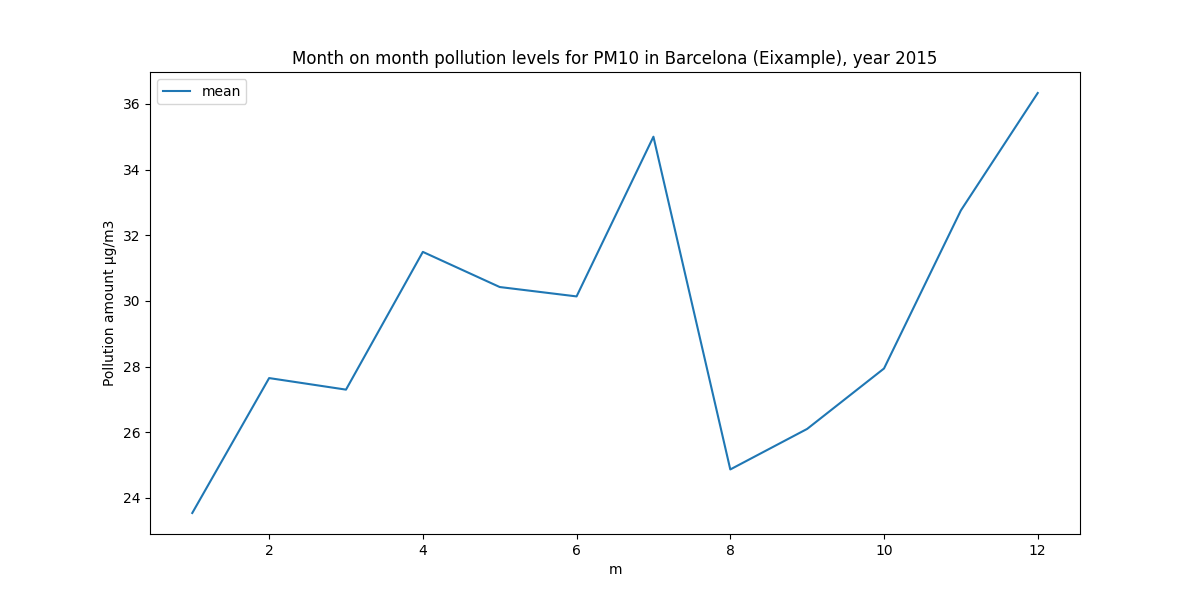 Month on month pollution levels for PM10 in Barcelona (Eixample), year 2015
mean
36
34
32
30
28
26
24
Pollution amount µg/m3
2 4 6 8 10 12
m